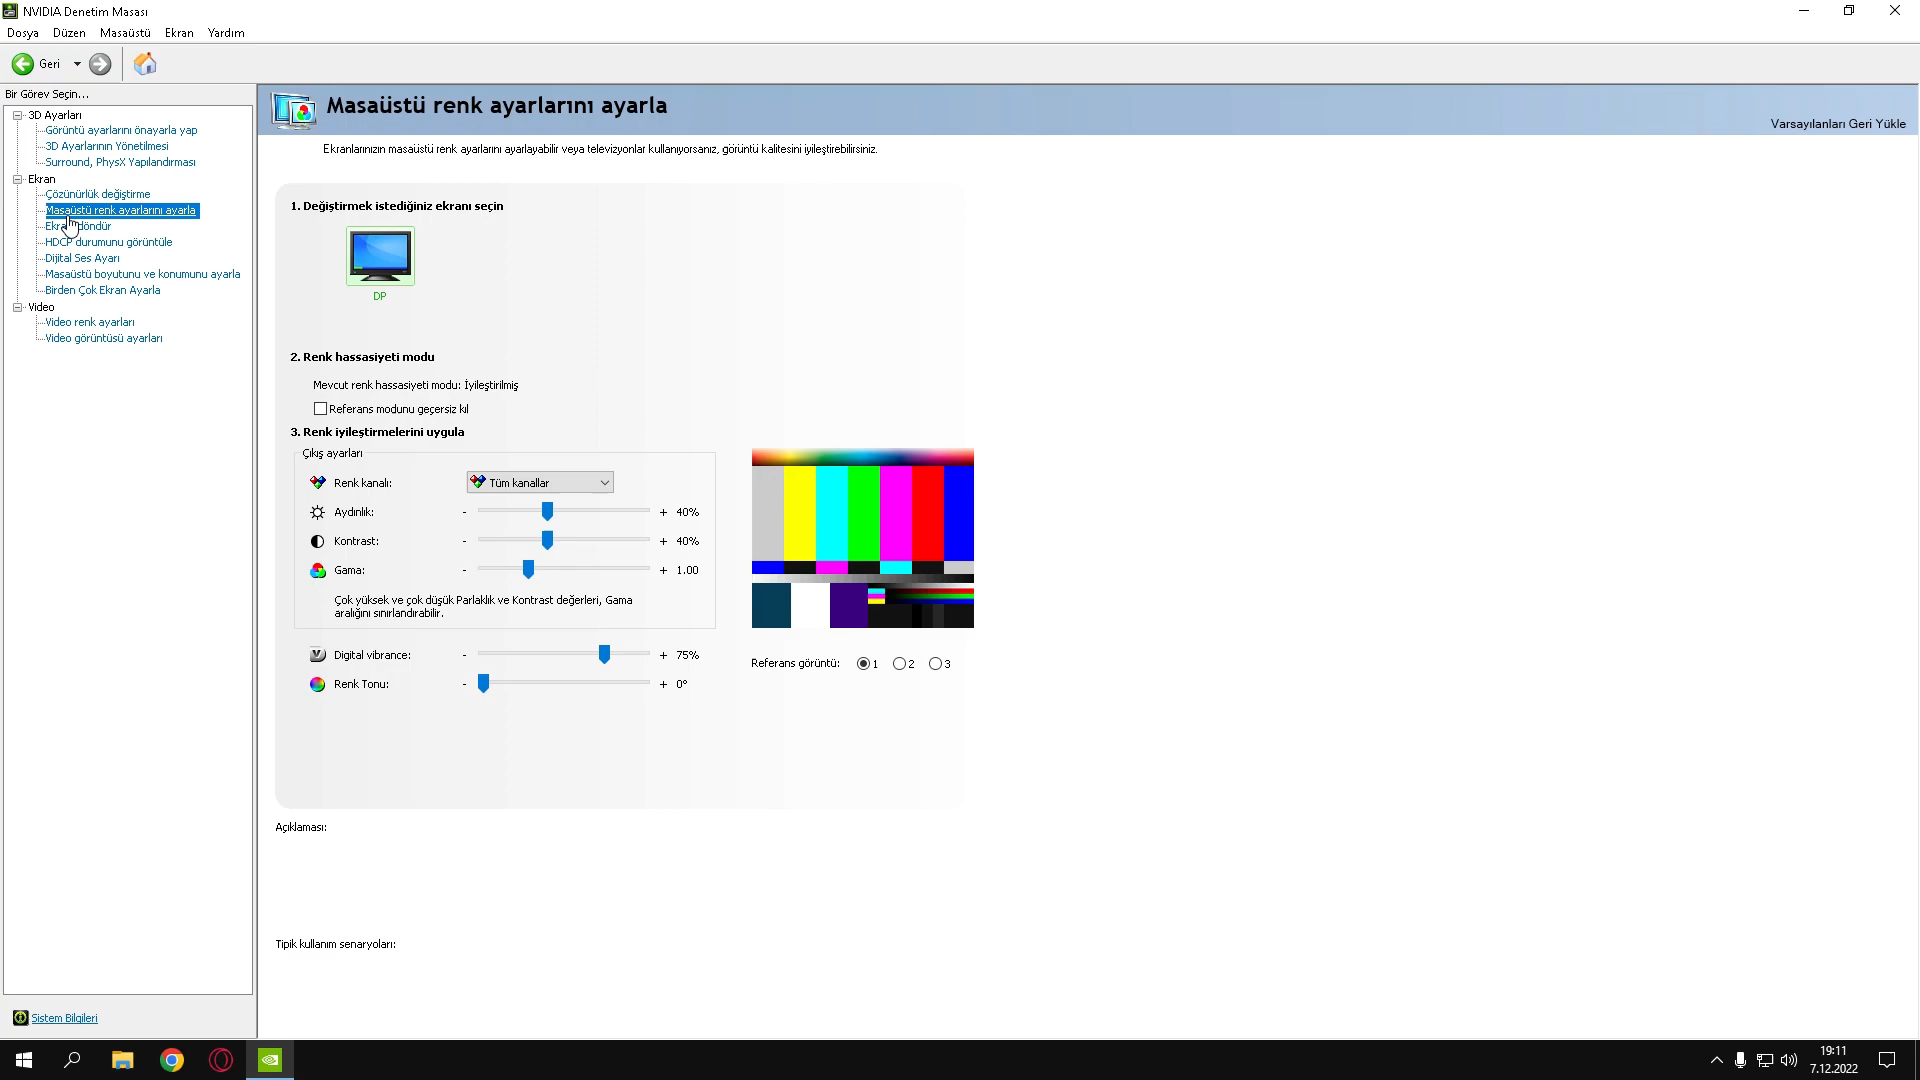 NVIDIA Denetim Masası
Dosya Düzen Masaüstü Ekran Yardım
Geri
Bir Görev Seçin...
3D Ayarları
Görüntü ayarlarını önayarla yap
3D Ayarlarının Yönetilmesi
Surround, PhysX Yapılandırması
Ekran
Çözünürlük değiştirme
Masaüstü renk ayarlarını ayarla
HDCP durumunu görüntüle
Dijital Ses Ayarı
Masaüstü boyutunu ve konumunu ayarla
Birden Çok Ekran Ayarla
Video
Video renk ayarları
Video görüntüsü ayarları
Sistem Bilgileri
Masaüstü renk ayarlarını ayarla
Varsayılanları Geri Yükle
Ekranlarınızın masaüstü renk ayarlarını ayarlayabilir veya televizyonlar kullanıyorsanız, görüntü kalitesini iyileştirebilirsiniz.
1. Değiştirmek istediğiniz ekranı seçin
DP
2. Renk hassasiyeti modu
Mevcut renk hassasiyeti modu: İyileştirilmiş
Referans modunu geçersiz kıl
3. Renk iyileştirmelerini uygula
Çıkış ayarları
Renk kanalı: Tüm kanallar
Aydınlık: - + 40%
Kontrast: - + 40%
Gama: - + 1.00
Çok yüksek ve çok düşük Parlaklık ve Kontrast değerleri, Gama
aralığını sınırlandırabilir.
Digital vibrance: - + 75%
Renk Tonu: - + 0°
Referans görüntü: 1 2 3
Açıklaması:
Tipik kullanım senaryoları:
19:11
7.12.2022